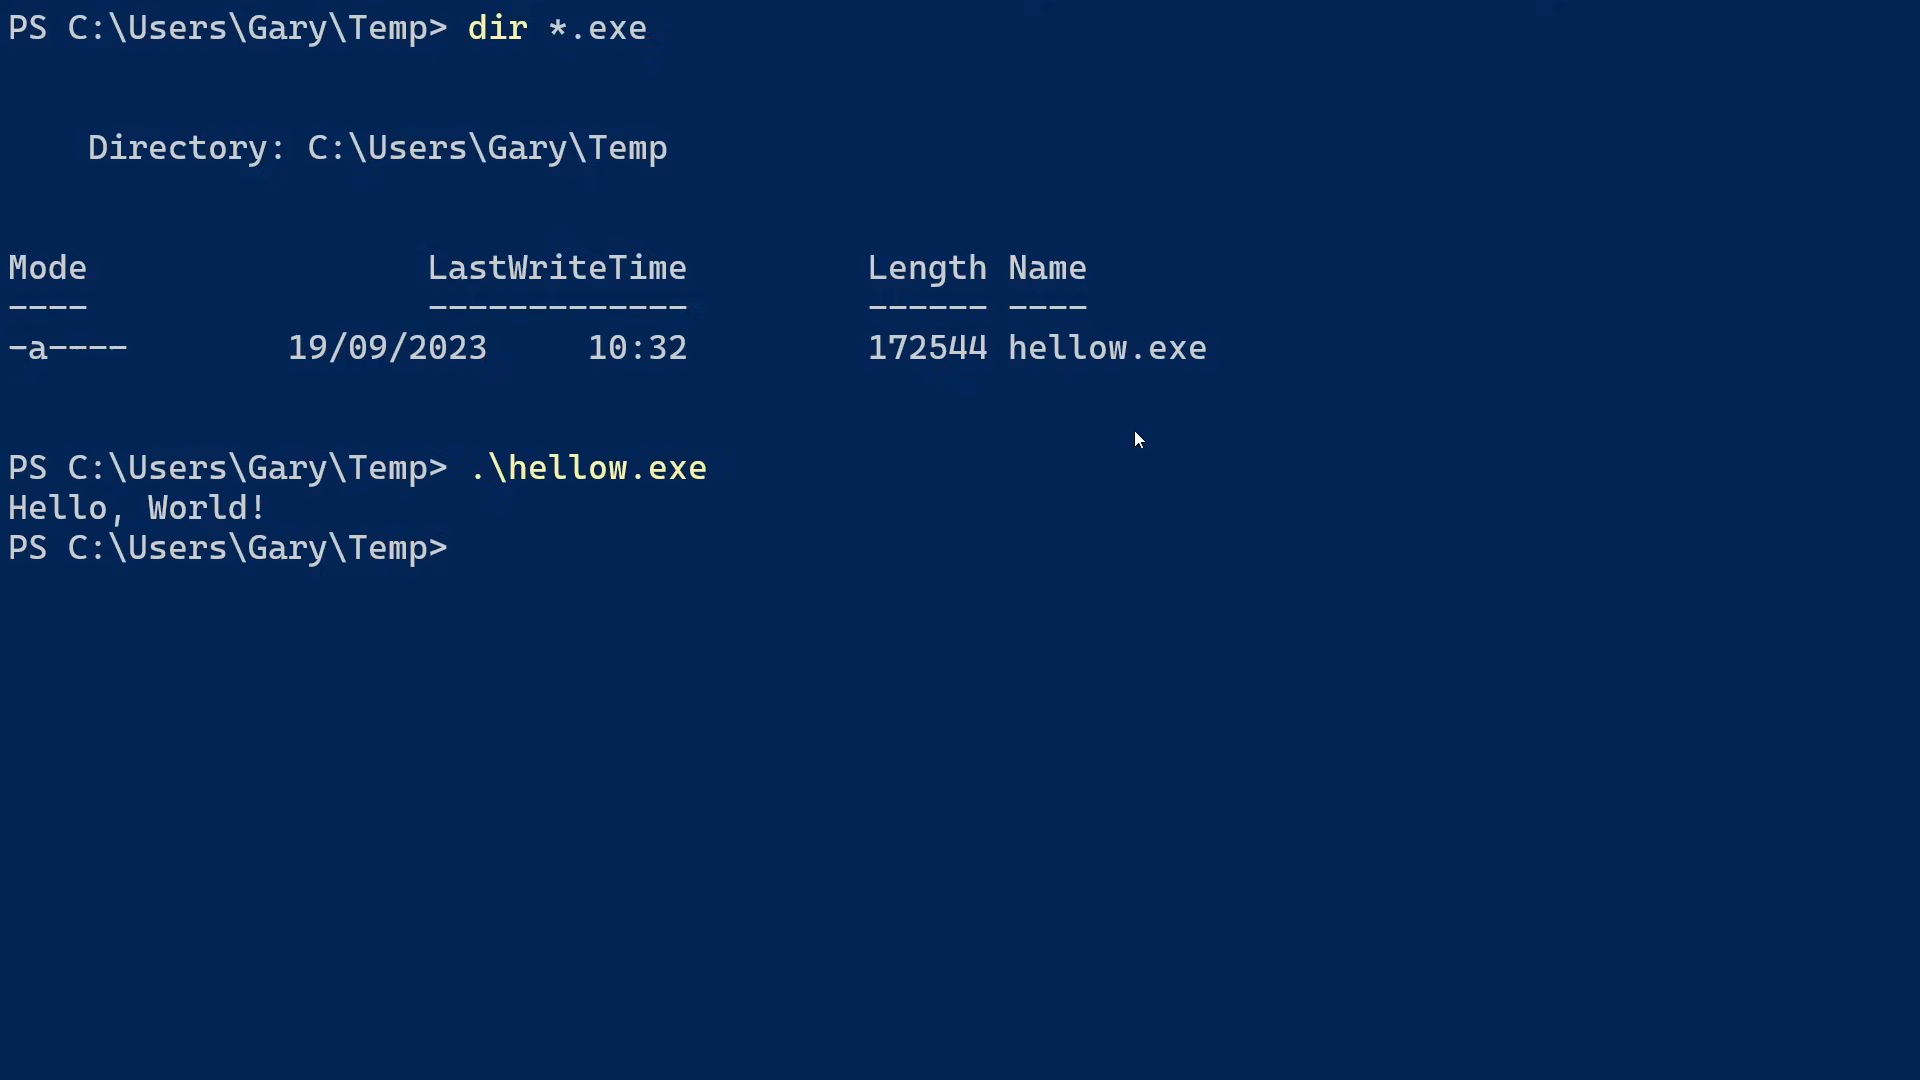 PS C:\Users\Gary\Temp> dir *.exe
Directory: C:\Users\Gary\Temp
Mode                 LastWriteTime         Length Name
----                 -------------         ------ ----
-a----        19/09/2023     10:32         172544 hellow.exe
PS C:\Users\Gary\Temp> .\hellow.exe
Hello, World!
PS C:\Users\Gary\Temp>